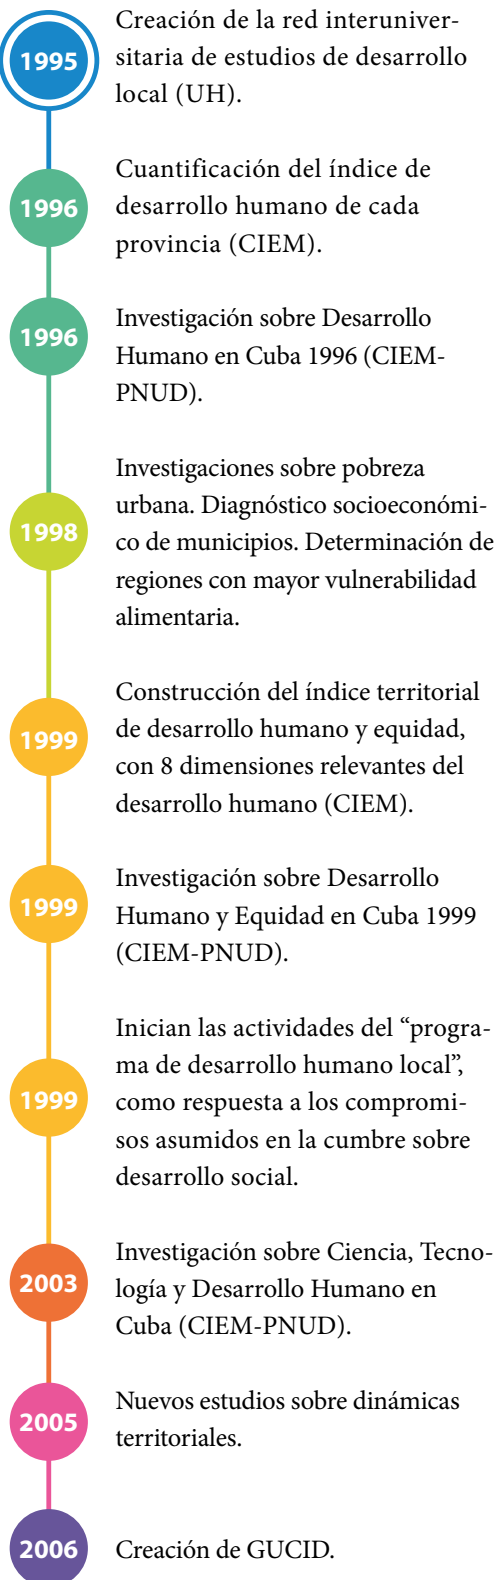 1995
Creación de la red interuniver-
sitaria de estudios de desarrollo
local (UH).
1996
Cuantificación del índice de
desarrollo humano de cada
provincia (CIEM).
1996
Investigación sobre Desarrollo
Humano en Cuba 1996 (CIEM-
PNUD).
1998
Investigaciones sobre pobreza
urbana. Diagnóstico socioeconómi-
co de municipios. Determinación de
regiones con mayor vulnerabilidad
alimentaria.
1999
Construcción del índice territorial
de desarrollo humano y equidad,
con 8 dimensiones relevantes del
desarrollo humano (CIEM).
1999
Investigación sobre Desarrollo
Humano y Equidad en Cuba 1999
(CIEM-PNUD).
1999
Inician las actividades del “progra-
ma de desarrollo humano local”,
como respuesta a los compromi-
sos asumidos en la cumbre sobre
desarrollo social.
2003
Investigación sobre Ciencia, Tecno-
logía y Desarrollo Humano en
Cuba (CIEM-PNUD).
2005
Nuevos estudios sobre dinámicas
territoriales.
2006
Creación de GUCID.